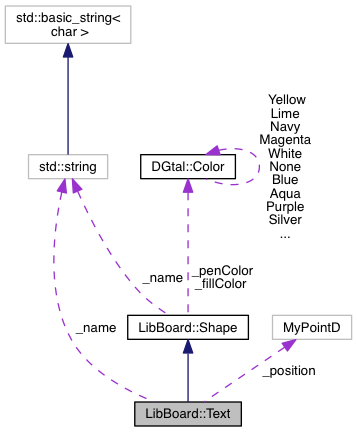 std::basic_string<
char >
Yellow
Lime
Navy
Magenta
White
None
Blue
Aqua
Purple
Silver
...
std::string
DGtal::Color
_name
_penColor
_fillColor
_name
LibBoard::Shape
MyPointD
_position
LibBoard::Text